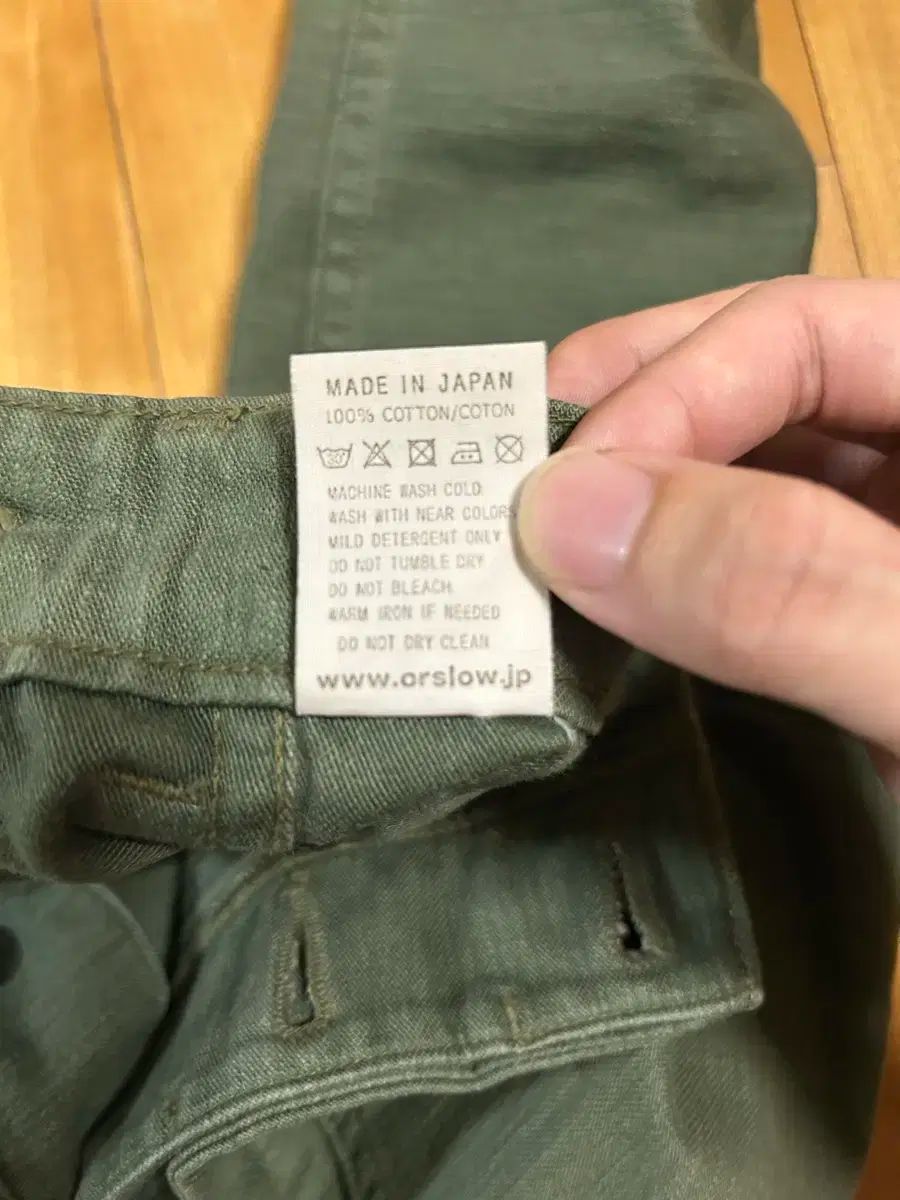 MADE IN JAPAN
100% COTTON/COTON
30
MACHINE WASH COLD
WASH WITH NEAR COLORS
MILD DETERGENT ONLY
DO NOT TUMBLE DRY
DO NOT BLEACH
WARM IRON IF NEEDED
DO NOT DRY CLEAN
www.orslow.jp